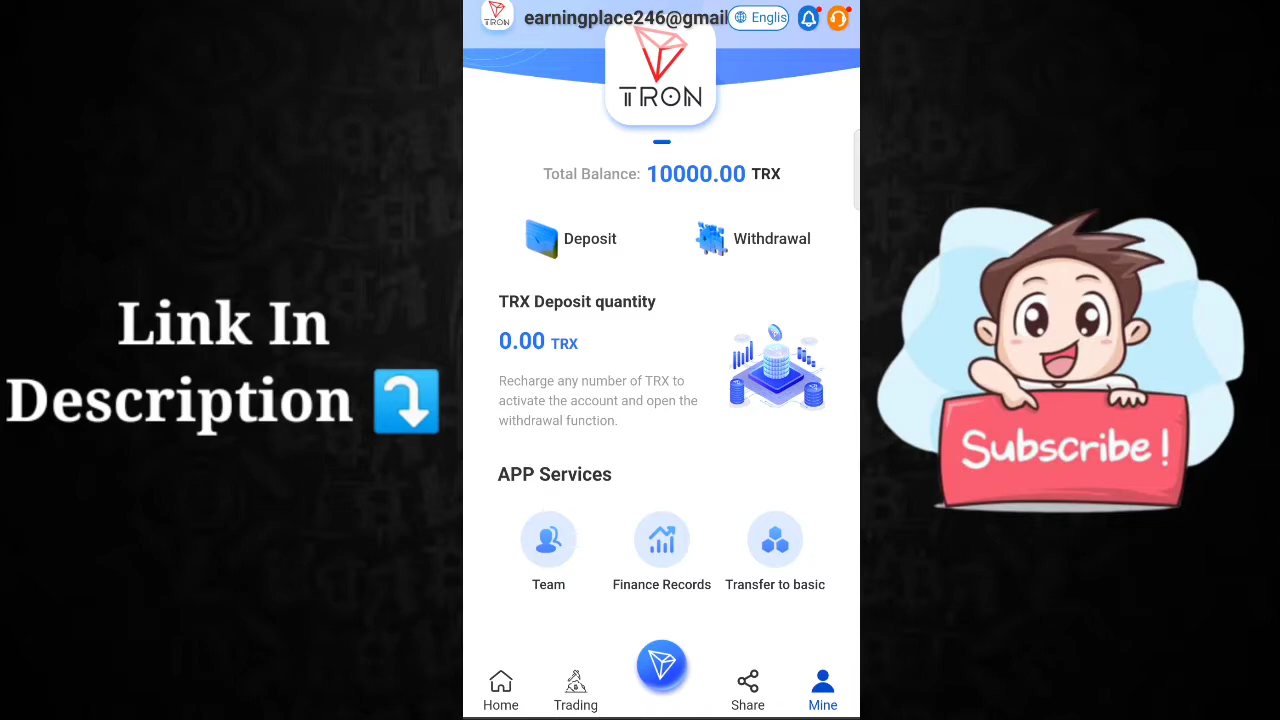 TRON
earningplace246@gmail
Englis
TRON
Total Balance: 10000.00 TRX
Deposit
Withdrawal
TRX Deposit quantity
0.00 TRX
Recharge any number of TRX to
activate the account and open the
withdrawal function.
APP Services
Team
Finance Records
Transfer to basic
Home
Trading
Share
Mine
Link In
Description
Subscribe!